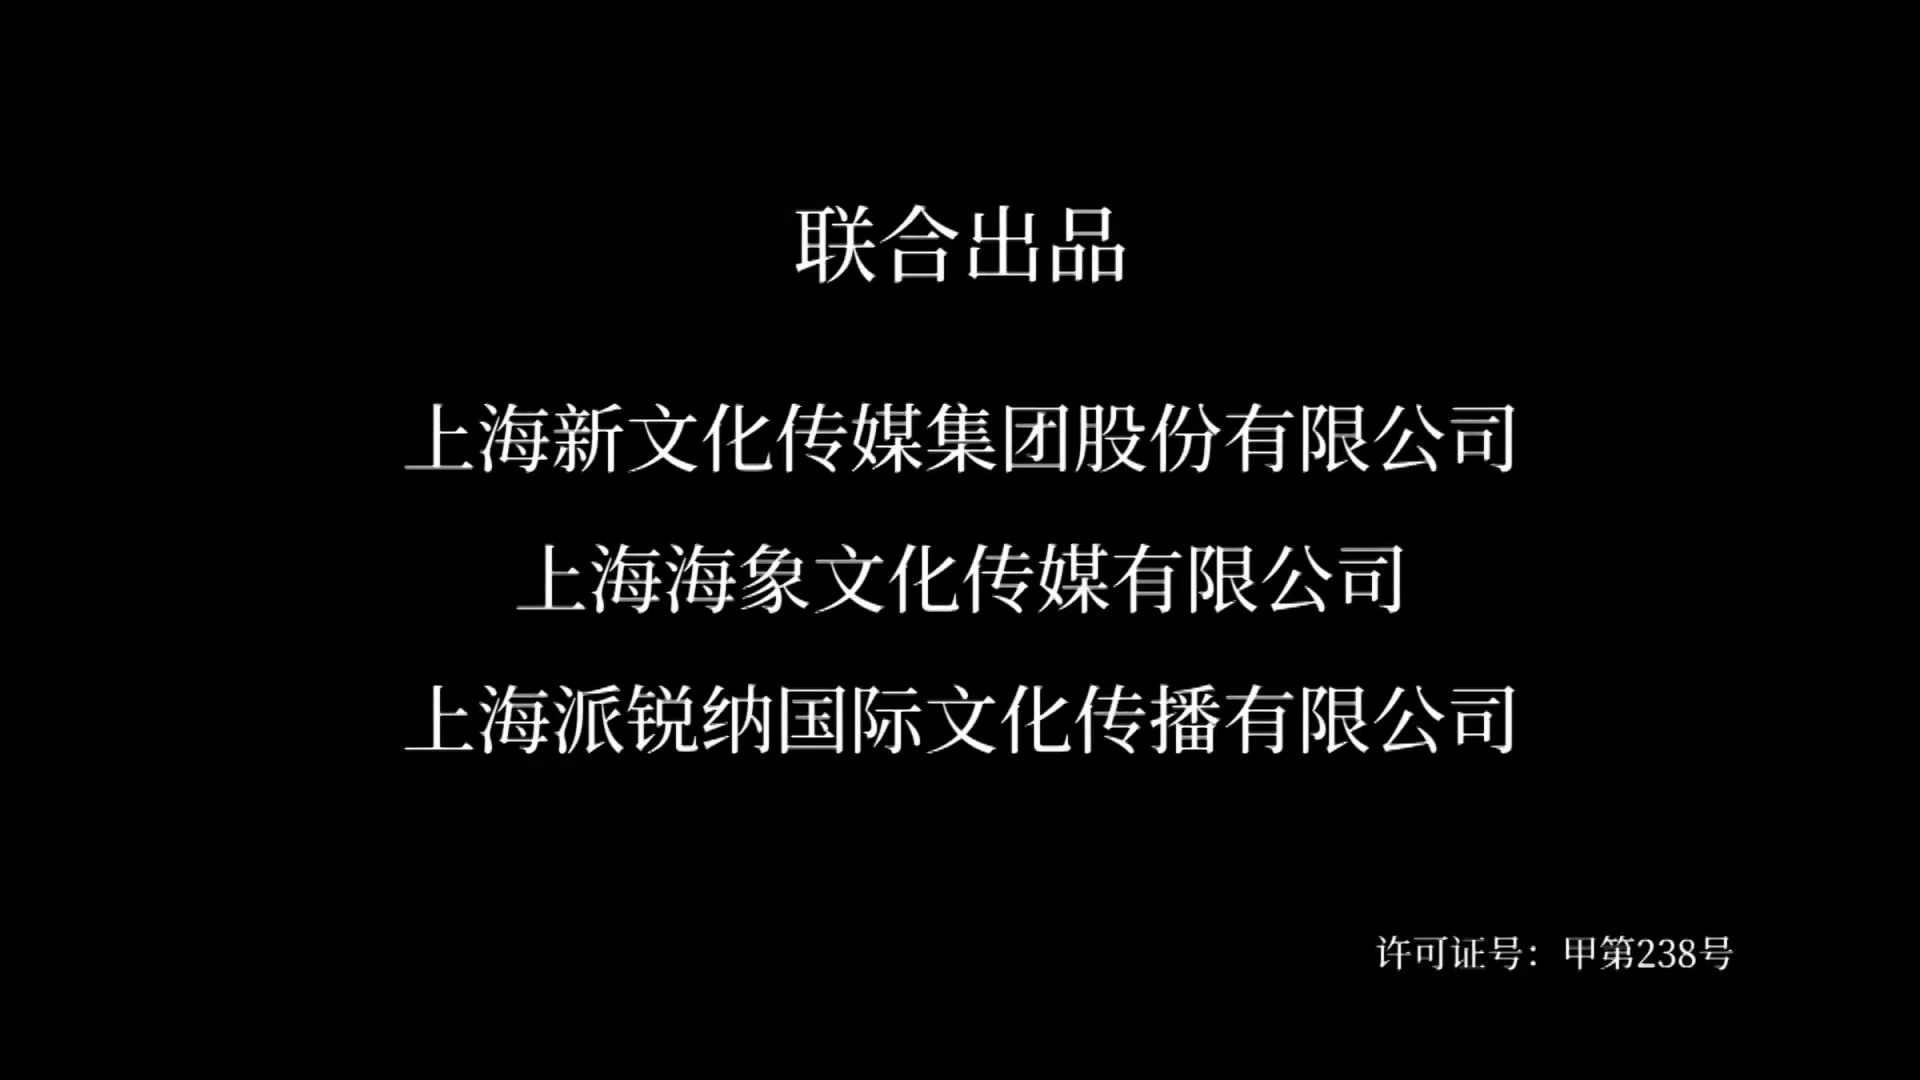 联合出品
上海新文化传媒集团股份有限公司
上海海象文化传媒有限公司
上海派锐纳国际文化传播有限公司
许可证号：甲第238号